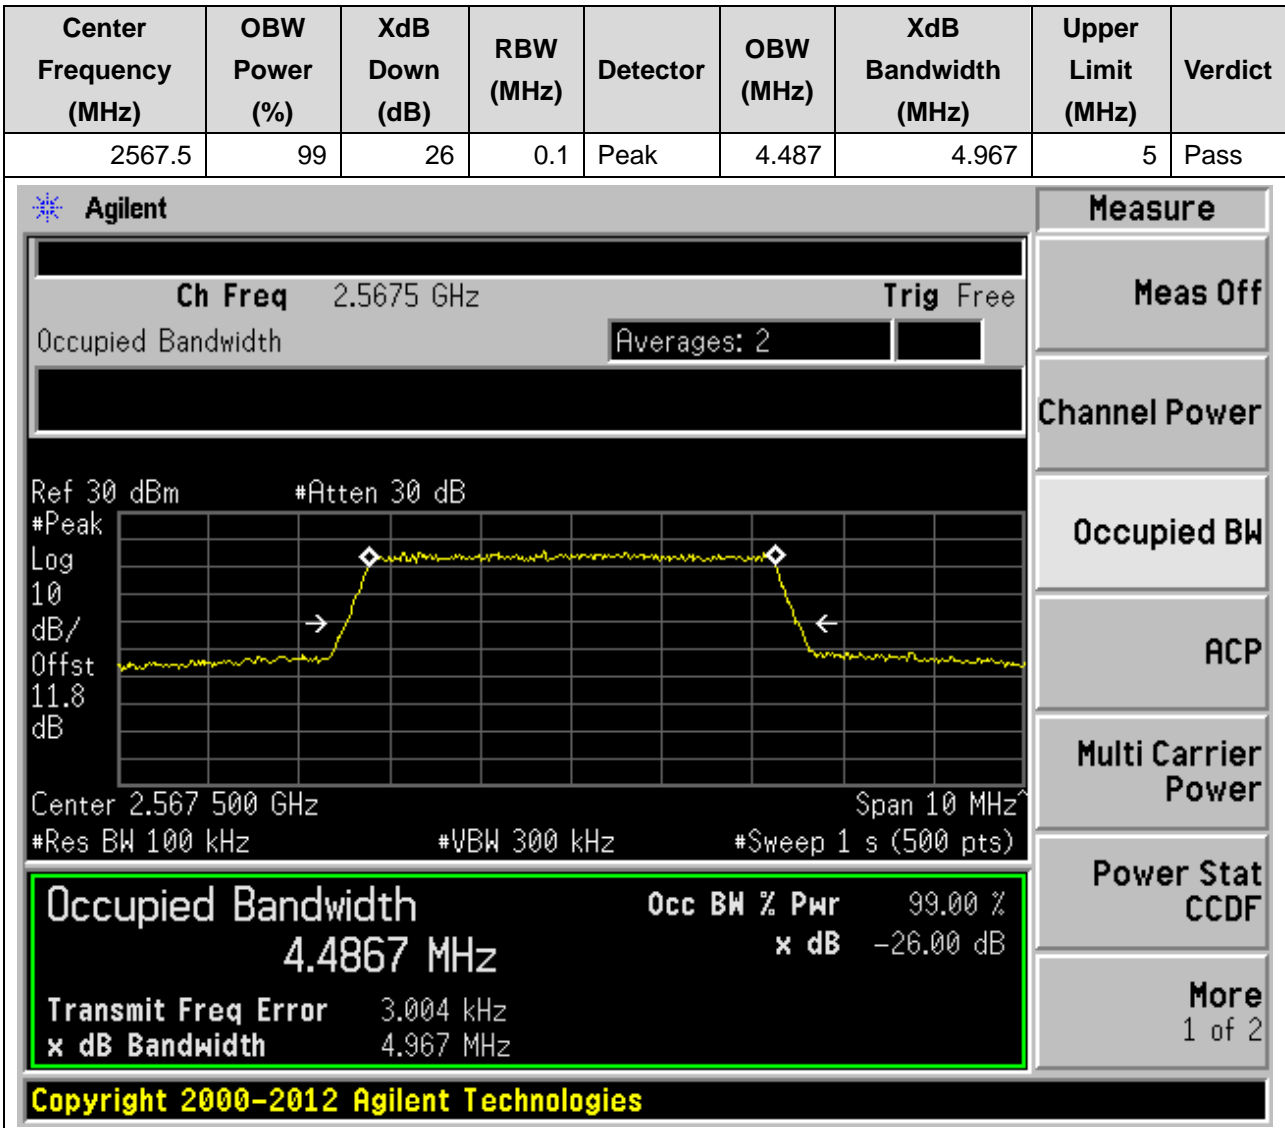 Center Frequency (MHz) OBW Power (%) XdB Down (dB) RBW (MHz) Detector OBW (MHz) XdB Bandwidth (MHz) Upper Limit (MHz) Verdict
2567.5 99 26 0.1 Peak 4.487 4.967 5 Pass
Agilent
Measure
Ch Freq 2.5675 GHz Trig Free
Meas Off
Occupied Bandwidth Averages: 2
Channel Power
Ref 30 dBm #Atten 30 dB
#Peak
Log
10
dB/
Offst
11.8
dB
Occupied BW
ACP
Center 2.567 500 GHz Span 10 MHz^
#Res BW 100 kHz #VBW 300 kHz #Sweep 1 s (500 pts)
Multi Carrier
Power
Occupied Bandwidth Occ BW % Pwr 99.00 %
4.4867 MHz x dB -26.00 dB
Power Stat
CCDF
Transmit Freq Error 3.004 kHz
x dB Bandwidth 4.967 MHz
More
1 of 2
Copyright 2000-2012 Agilent Technologies